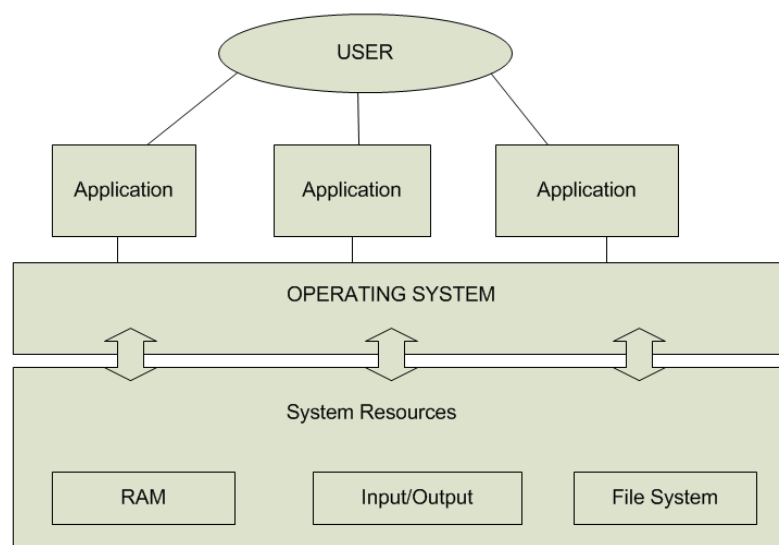 USER
Application
Application
Application
OPERATING SYSTEM
System Resources
RAM
Input/Output
File System